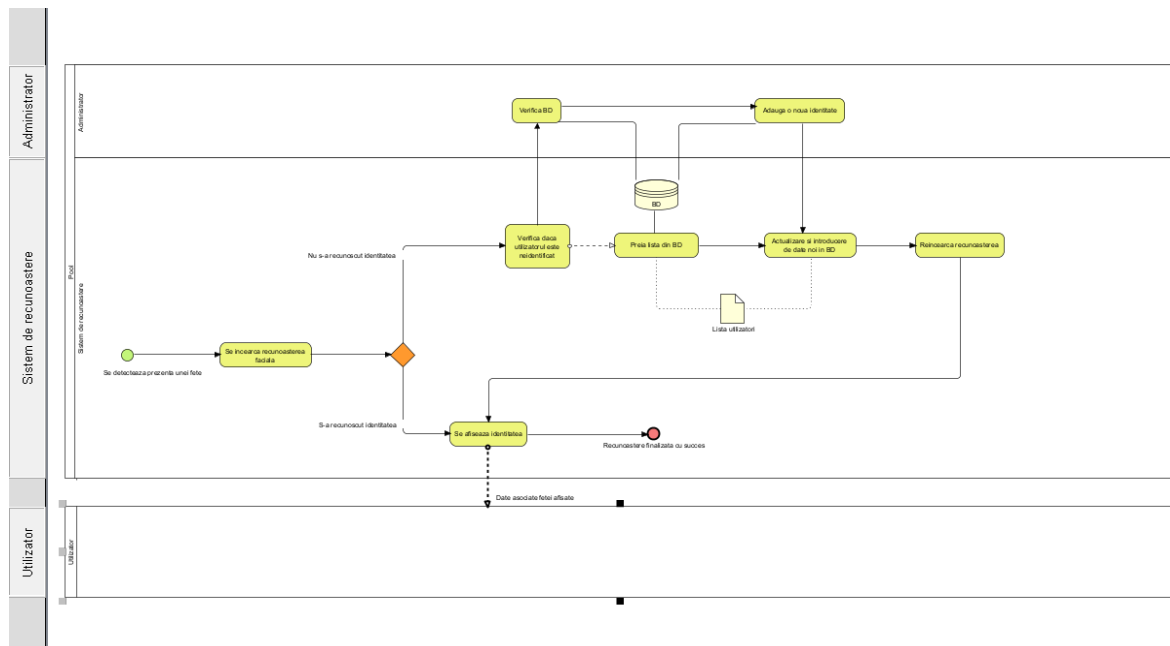 Administrator
Sistem de recunoastere
Utilizator
Pool
Administrator
Sistem de recunoastere
Verifica BD
Adauga o noua identitate
BD
Verifica daca
utilizatorul este
neidentificat
Preia lista din BD
Actualizare si introducere
de date noi in BD
Reincearca recunoasterea
Nu s-a recunoscut identitatea
Lista utilizatori
Se incearca recunoasterea
faciala
Se detecteaza prezenta unei fete
S-a recunoscut identitatea
Se afiseaza identitatea
Recunoastere finalizata cu succes
Date asociate fetei afisate
Utilizator